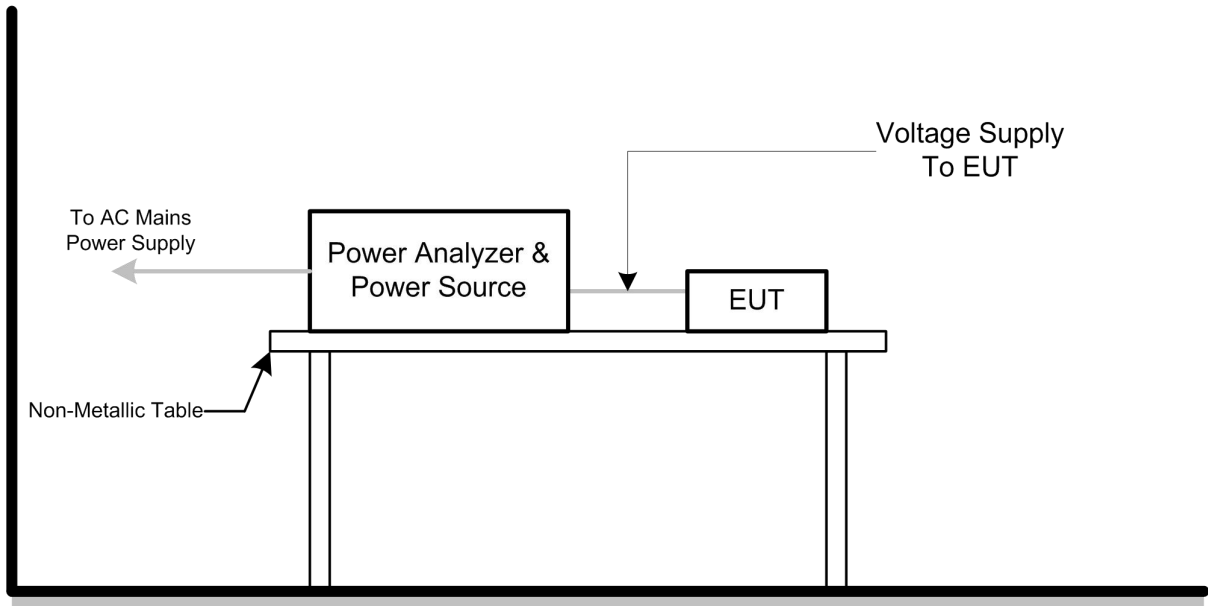 Voltage Supply
To EUT
To AC Mains
Power Supply
Power Analyzer &
Power Source
EUT
Non-Metallic Table